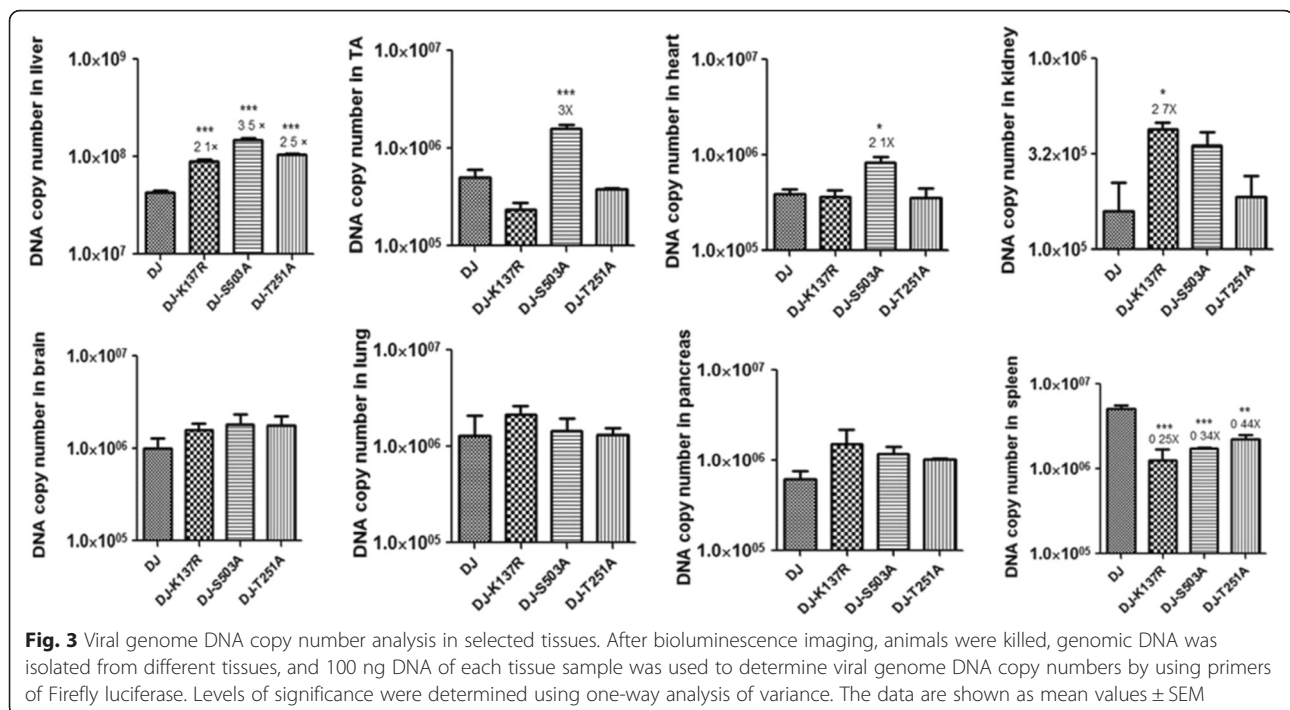 DNA copy number in liver
1.0×10⁹
1.0×10⁸
1.0×10⁷
***
2 1×
***
3 5 ×
***
2 5 ×
DJ
DJ-K137R
DJ-S503A
DJ-T251A
DNA copy number in TA
1.0×10⁰⁷
1.0×10⁰⁶
1.0×10⁰⁵
***
3X
DJ
DJ-K137R
DJ-S503A
DJ-T251A
DNA copy number in heart
1.0×10⁰⁷
1.0×10⁰⁶
1.0×10⁰⁵
*
2 1X
DJ
DJ-K137R
DJ-S503A
DJ-T251A
DNA copy number in kidney
1.0×10⁶
3.2×10⁵
1.0×10⁵
*
2 7X
DJ
DJ-K137R
DJ-S503A
DJ-T251A
DNA copy number in brain
1.0×10⁰⁷
1.0×10⁰⁶
1.0×10⁰⁵
DJ
DJ-K137R
DJ-S503A
DJ-T251A
DNA copy number in lung
1.0×10⁰⁷
1.0×10⁰⁶
1.0×10⁰⁵
DJ
DJ-K137R
DJ-S503A
DJ-T251A
DNA copy number in pancreas
1.0×10⁰⁷
1.0×10⁰⁶
1.0×10⁰⁵
DJ
DJ-K137R
DJ-S503A
DJ-T251A
DNA copy number in spleen
1.0×10⁰⁷
1.0×10⁰⁶
1.0×10⁰⁵
***
0 25X
***
0 34X
**
0 44X
DJ
DJ-K137R
DJ-S503A
DJ-T251A
Fig. 3 Viral genome DNA copy number analysis in selected tissues. After bioluminescence imaging, animals were killed, genomic DNA was
isolated from different tissues, and 100 ng DNA of each tissue sample was used to determine viral genome DNA copy numbers by using primers
of Firefly luciferase. Levels of significance were determined using one-way analysis of variance. The data are shown as mean values ± SEM